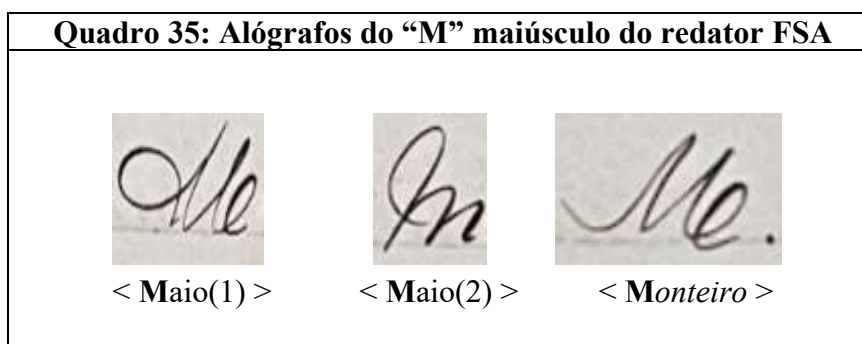 Quadro 35: Alógrafos do “M” maiúsculo do redator FSA
< Maio(1) > < Maio(2) > < Monteiro >